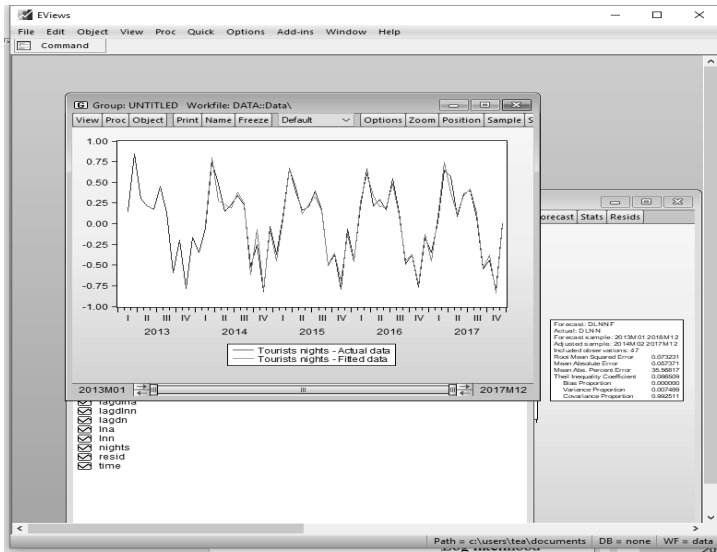 EViews
File Edit Object View Proc Quick Options Add-ins Window Help
Command
G Group: UNTITLED Workfile: DATA::Data\
View Proc Object Print Name Freeze Default Options Zoom Position Sample S
1.00
0.75
0.50
0.25
0.00
-0.25
-0.50
-0.75
-1.00
I II III IV I II III IV I II III IV I II III IV I II III IV
2013 2014 2015 2016 2017
Tourists nights - Actual data
Tourists nights - Fitted data
2013M01 2017M12
orecast Stats Resids
Forecast: DLNNF
Actual: DLNN
Forecast sample: 2013M01 2018M12
Adjusted sample: 2014M02 2017M12
Included observations: 47
Root Mean Squared Error 0.073231
Mean Absolute Error 0.057371
Mean Abs. Percent Error 35.56817
Theil Inequality Coefficient 0.086509
Bias Proportion 0.000000
Variance Proportion 0.007489
Covariance Proportion 0.992511
lagdlnn
lagdn
lna
lnn
nights
resid
time
Path = c:\users\tea\documents DB = none WF = data